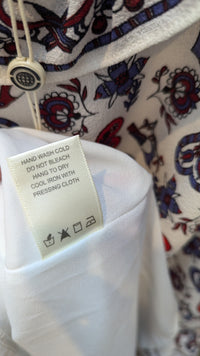 HAND WASH COLD
DO NOT BLEACH
HANG TO DRY
COOL IRON WITH
PRESSING CLOTH